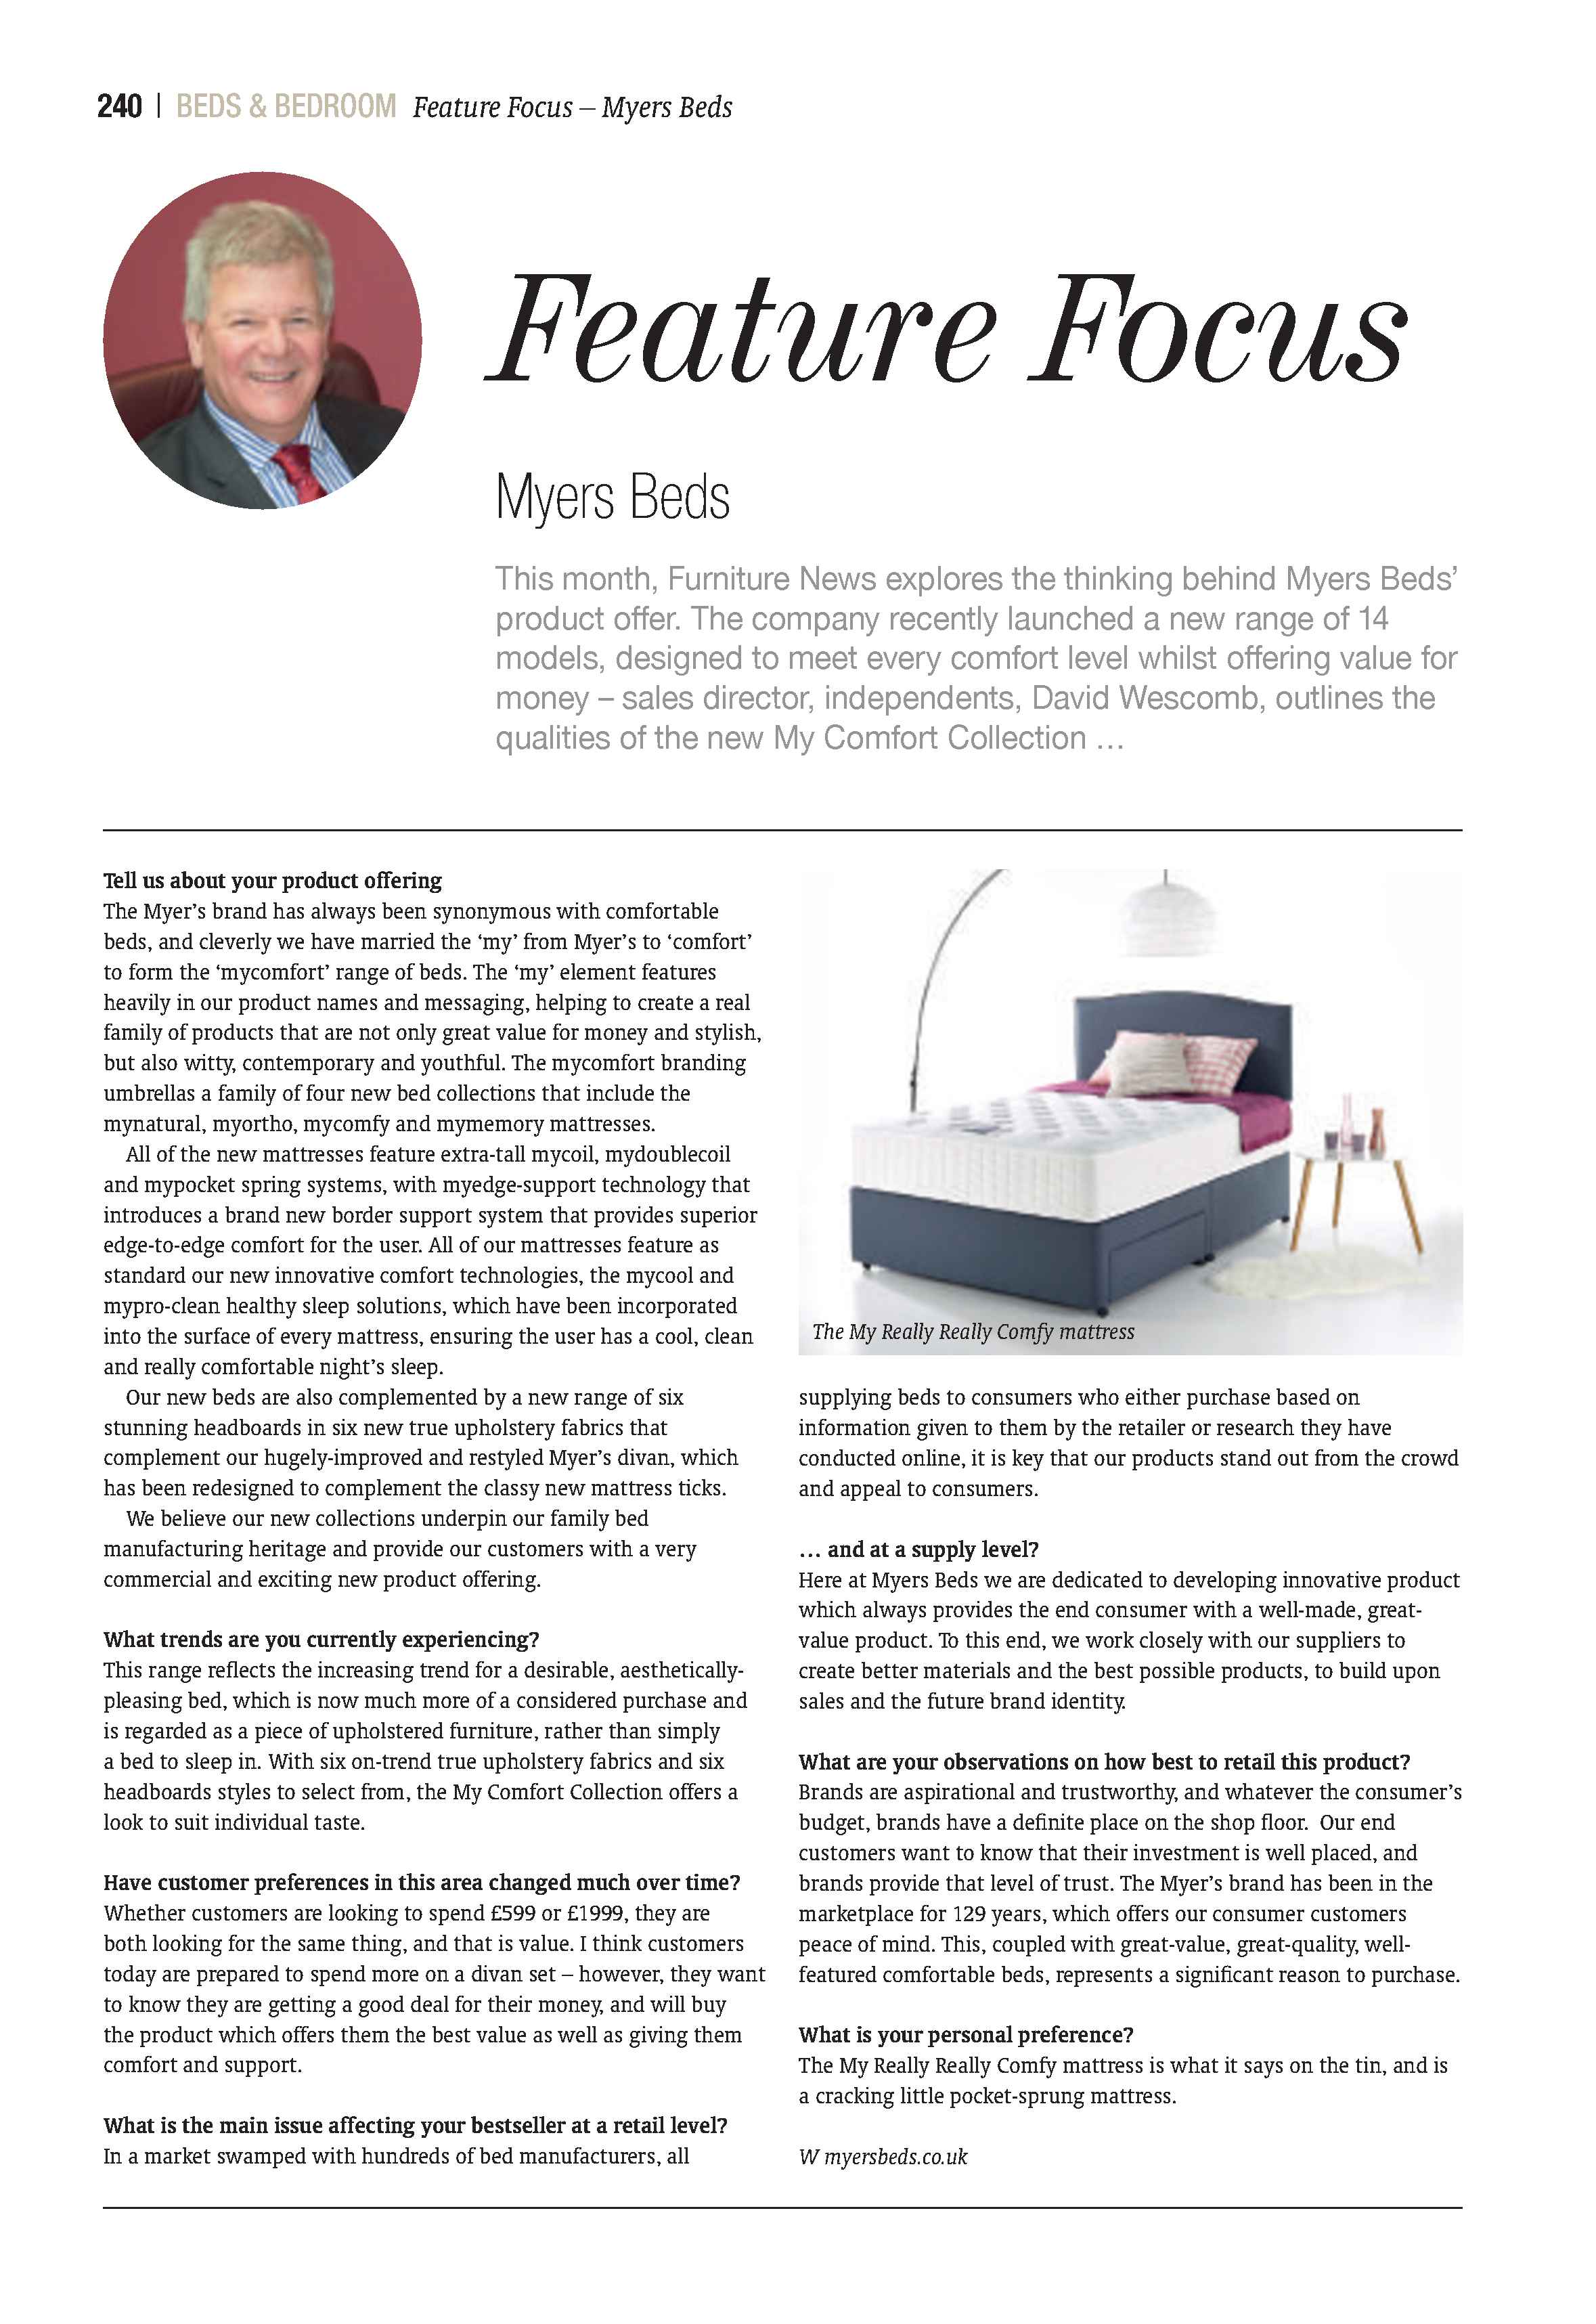 240 | BEDS & BEDROOM Feature Focus – Myers Beds
Feature Focus
Myers Beds
This month, Furniture News explores the thinking behind Myers Beds’
product offer. The company recently launched a new range of 14
models, designed to meet every comfort level whilst offering value for
money – sales director, independents, David Wescomb, outlines the
qualities of the new My Comfort Collection …
Tell us about your product offering
The Myer’s brand has always been synonymous with comfortable
beds, and cleverly we have married the ‘my’ from Myer’s to ‘comfort’
to form the ‘mycomfort’ range of beds. The ‘my’ element features
heavily in our product names and messaging, helping to create a real
family of products that are not only great value for money and stylish,
but also witty, contemporary and youthful. The mycomfort branding
umbrellas a family of four new bed collections that include the
mynatural, myortho, mycomfy and mymemory mattresses.
All of the new mattresses feature extra-tall mycoil, mydoublecoil
and mypocket spring systems, with myedge-support technology that
introduces a brand new border support system that provides superior
edge-to-edge comfort for the user. All of our mattresses feature as
standard our new innovative comfort technologies, the mycool and
mypro-clean healthy sleep solutions, which have been incorporated
into the surface of every mattress, ensuring the user has a cool, clean
and really comfortable night’s sleep.
Our new beds are also complemented by a new range of six
stunning headboards in six new true upholstery fabrics that
complement our hugely-improved and restyled Myer’s divan, which
has been redesigned to complement the classy new mattress ticks.
We believe our new collections underpin our family bed
manufacturing heritage and provide our customers with a very
commercial and exciting new product offering.
What trends are you currently experiencing?
This range reflects the increasing trend for a desirable, aesthetically-
pleasing bed, which is now much more of a considered purchase and
is regarded as a piece of upholstered furniture, rather than simply
a bed to sleep in. With six on-trend true upholstery fabrics and six
headboards styles to select from, the My Comfort Collection offers a
look to suit individual taste.
Have customer preferences in this area changed much over time?
Whether customers are looking to spend £599 or £1999, they are
both looking for the same thing, and that is value. I think customers
today are prepared to spend more on a divan set – however, they want
to know they are getting a good deal for their money, and will buy
the product which offers them the best value as well as giving them
comfort and support.
What is the main issue affecting your bestseller at a retail level?
In a market swamped with hundreds of bed manufacturers, all
The My Really Really Comfy mattress
supplying beds to consumers who either purchase based on
information given to them by the retailer or research they have
conducted online, it is key that our products stand out from the crowd
and appeal to consumers.
… and at a supply level?
Here at Myers Beds we are dedicated to developing innovative product
which always provides the end consumer with a well-made, great-
value product. To this end, we work closely with our suppliers to
create better materials and the best possible products, to build upon
sales and the future brand identity.
What are your observations on how best to retail this product?
Brands are aspirational and trustworthy, and whatever the consumer’s
budget, brands have a definite place on the shop floor.  Our end
customers want to know that their investment is well placed, and
brands provide that level of trust. The Myer’s brand has been in the
marketplace for 129 years, which offers our consumer customers
peace of mind. This, coupled with great-value, great-quality, well-
featured comfortable beds, represents a significant reason to purchase.
What is your personal preference?
The My Really Really Comfy mattress is what it says on the tin, and is
a cracking little pocket-sprung mattress.
W myersbeds.co.uk